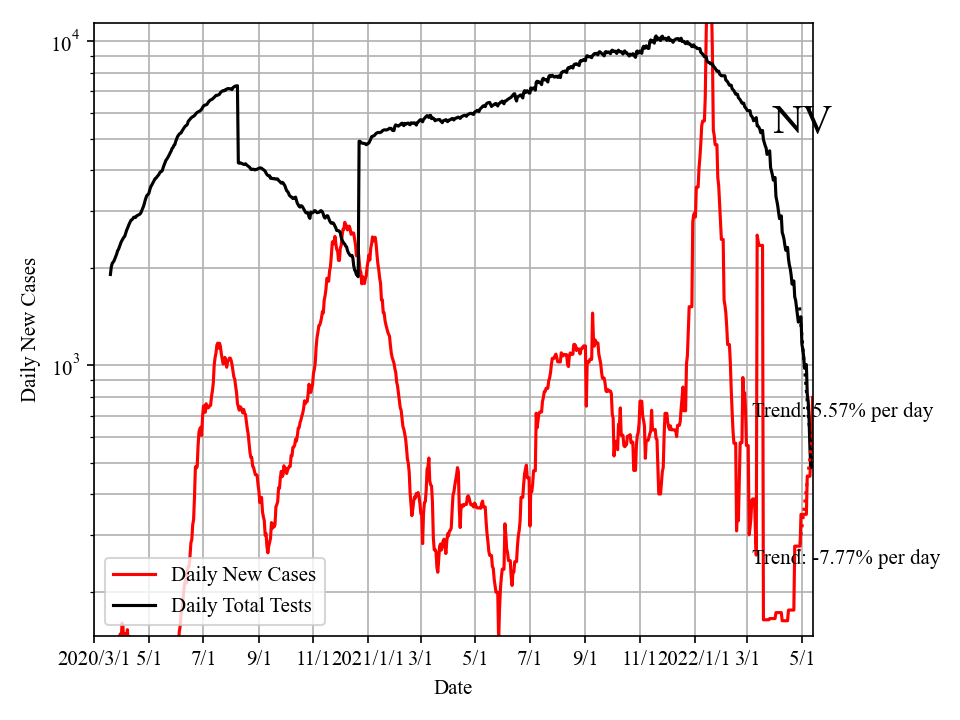 10^4
NV
Daily New Cases
10^3
Trend: 5.57% per day
Trend: -7.77% per day
Daily New Cases
Daily Total Tests
2020/3/1 5/1 7/1 9/1 11/1 2021/1/1 3/1 5/1 7/1 9/1 11/1 2022/1/1 3/1 5/1
Date